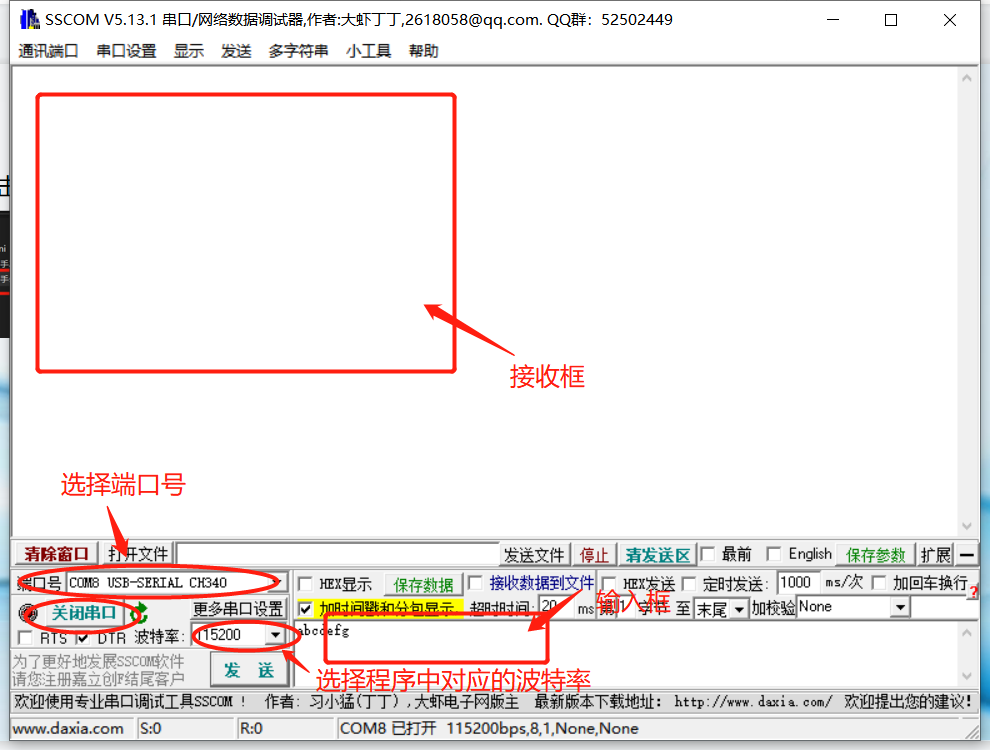 SSCOM V5.13.1 串口/网络数据调试器,作者:大虾丁丁,2618058@qq.com. QQ群：52502449
通讯端口 串口设置 显示 发送 多字符串 小工具 帮助
接收框
选择端口号
清除窗口 打开文件 发送文件 停止 清发送区 最前 English 保存参数 扩展
端口号 COM8 USB-SERIAL CH340 HEX显示 保存数据 接收数据到文件 HEX发送 定时发送: 1000 ms/次 加回车换行
关闭串口 更多串口设置 加时间戳和分包显示 超时时间: 20 ms 第1 字节 至 末尾 加校验 None
输入框
RTS DTR 波特率: 115200 abcdefg
为了更好地发展SSCOM软件
请您注册嘉立创F结尾客户
发 送
选择程序中对应的波特率
欢迎使用专业串口调试工具SSCOM ! 作者: 习小猛(丁丁),大虾电子网版主 最新版本下载地址: http://www.daxia.com/ 欢迎提出您的建议!
www.daxia.com S:0 R:0 COM8 已打开 115200bps,8,1,None,None